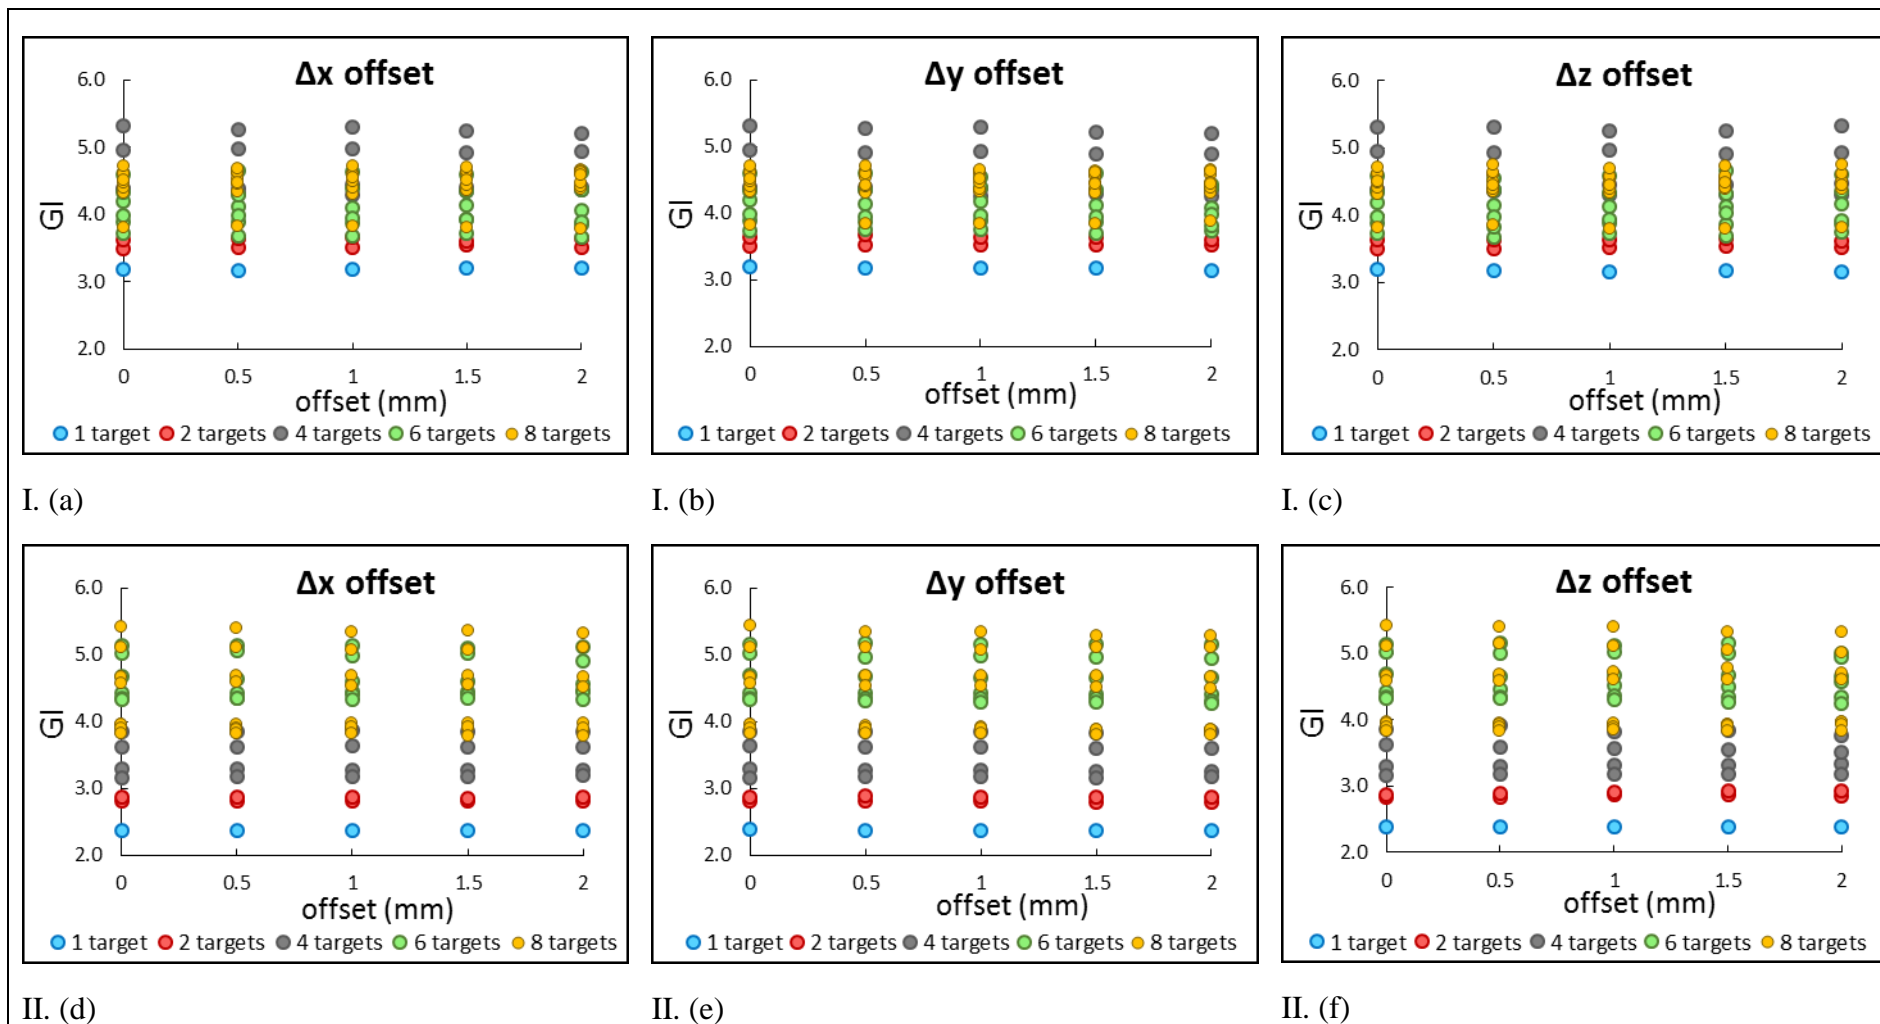 Δx offset
6.0
5.0
4.0
3.0
2.0
GI
0 0.5 1 1.5 2
offset (mm)
1 target 2 targets 4 targets 6 targets 8 targets
I. (a)
Δy offset
6.0
5.0
4.0
3.0
2.0
GI
0 0.5 1 1.5 2
offset (mm)
1 target 2 targets 4 targets 6 targets 8 targets
I. (b)
Δz offset
6.0
5.0
4.0
3.0
2.0
GI
0 0.5 1 1.5 2
offset (mm)
1 target 2 targets 4 targets 6 targets 8 targets
I. (c)
Δx offset
6.0
5.0
4.0
3.0
2.0
GI
0 0.5 1 1.5 2
offset (mm)
1 target 2 targets 4 targets 6 targets 8 targets
II. (d)
Δy offset
6.0
5.0
4.0
3.0
2.0
GI
0 0.5 1 1.5 2
offset (mm)
1 target 2 targets 4 targets 6 targets 8 targets
II. (e)
Δz offset
6.0
5.0
4.0
3.0
2.0
GI
0 0.5 1 1.5 2
offset (mm)
1 target 2 targets 4 targets 6 targets 8 targets
II. (f)